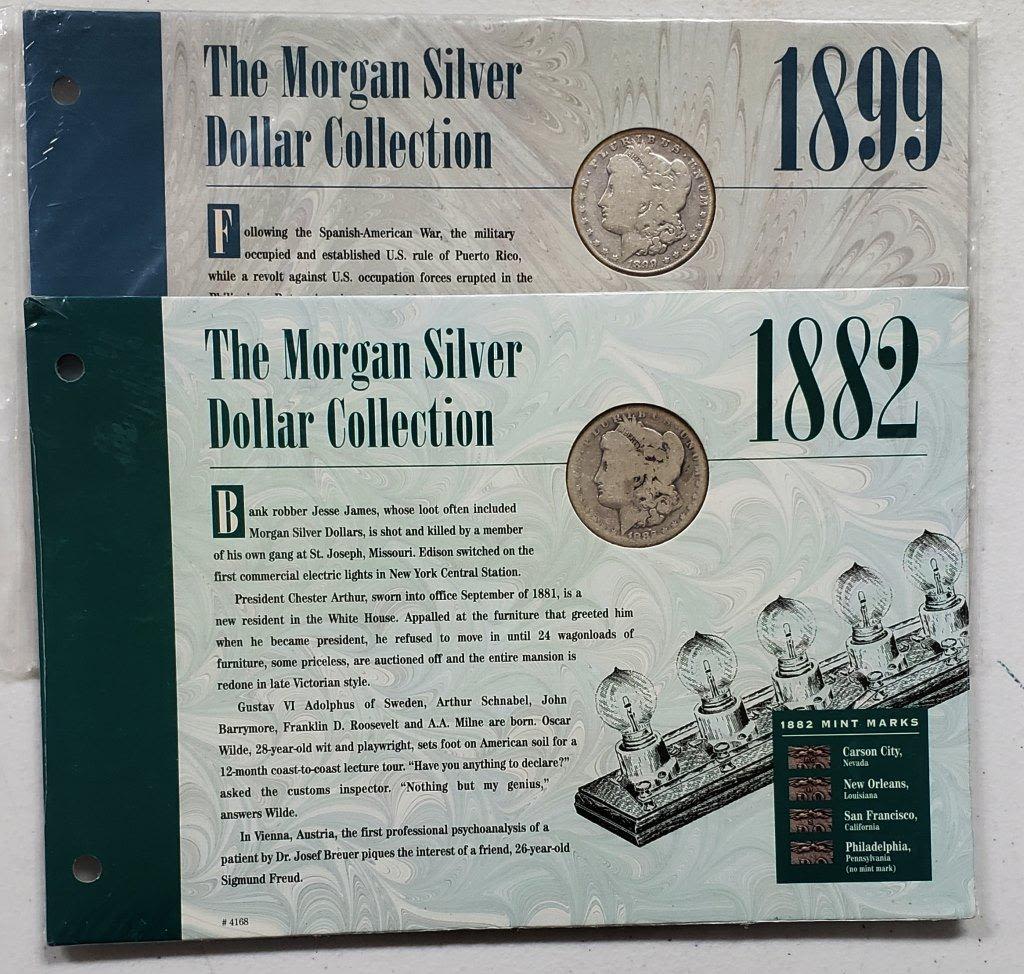 The Morgan Silver
Dollar Collection
1899
PLURIBUS UNUM
1899
Following the Spanish-American War, the military
occupied and established U.S. rule of Puerto Rico,
while a revolt against U.S. occupation forces erupted in the
The Morgan Silver
Dollar Collection
1882
1882
Bank robber Jesse James, whose loot often included
Morgan Silver Dollars, is shot and killed by a member
of his own gang at St. Joseph, Missouri. Edison switched on the
first commercial electric lights in New York Central Station.
President Chester Arthur, sworn into office September of 1881, is a
new resident in the White House. Appalled at the furniture that greeted him
when he became president, he refused to move in until 24 wagonloads of
furniture, some priceless, are auctioned off and the entire mansion is
redone in late Victorian style.
Gustav VI Adolphus of Sweden, Arthur Schnabel, John
Barrymore, Franklin D. Roosevelt and A.A. Milne are born. Oscar
Wilde, 28-year-old wit and playwright, sets foot on American soil for a
12-month coast-to-coast lecture tour. “Have you anything to declare?”
asked the customs inspector. “Nothing but my genius,”
answers Wilde.
In Vienna, Austria, the first professional psychoanalysis of a
patient by Dr. Josef Breuer piques the interest of a friend, 26-year-old
Sigmund Freud.
# 4168
1882 MINT MARKS
Carson City,
Nevada
New Orleans,
Louisiana
San Francisco,
California
Philadelphia,
Pennsylvania
(no mint mark)